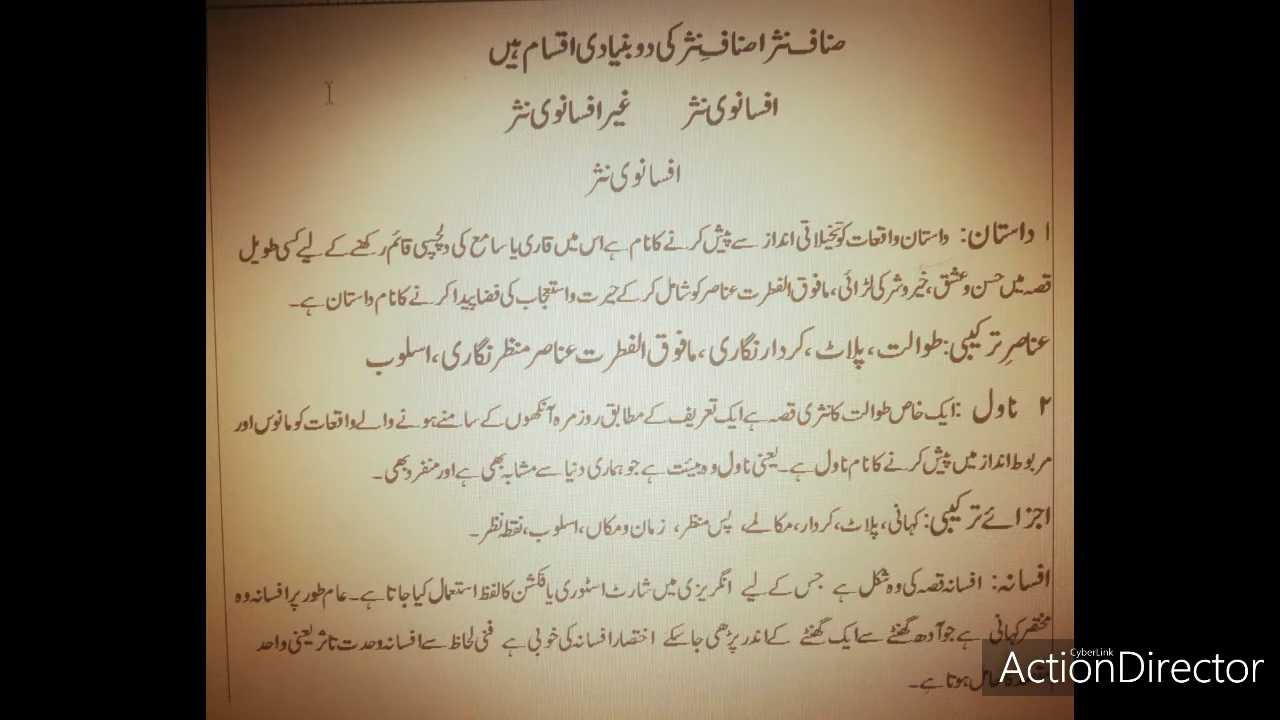 صناف نثر اصنافِ نثر کی دو بنیادی اقسام ہیں
افسانوی نثر غیر افسانوی نثر
افسانوی نثر
۱ داستان: داستان واقعات کو تخیلاتی انداز سے پیش کرنے کا نام ہے اس میں قاری یا سامع کی دلچسپی قائم رکھنے کے لیے کسی طویل
قصہ میں حسن و عشق، خیر و شر کی لڑائی، مافوق الفطرت عناصر کو شامل کر کے حیرت و استعجاب کی فضا پیدا کرنے کا نام داستان ہے۔
عناصرِ ترکیبی: طوالت، پلاٹ، کردار نگاری، مافوق الفطرت عناصر منظر نگاری، اسلوب
۲ ناول: ایک خاص طوالت کا نثری قصہ ہے ایک تعریف کے مطابق روز مرہ آنکھوں کے سامنے ہونے والے واقعات کو مانوس اور
مربوط انداز میں پیش کرنے کا نام ناول ہے۔ یعنی ناول وہ ہیئت ہے جو ہماری دنیا سے مشابہ بھی ہے اور منفرد بھی۔
اجزائے ترکیبی: کہانی، پلاٹ، کردار، مکالمے، پس منظر، زمان و مکاں، اسلوب، نقطہ نظر۔
افسانہ: افسانہ قصہ کی وہ شکل ہے جس کے لیے انگریزی میں شارٹ اسٹوری یا فکشن کا لفظ استعمال کیا جاتا ہے۔ عام طور پر افسانہ وہ
مختصر کہانی ہے جو آدھ گھنٹے سے ایک گھنٹے کے اندر پڑھی جا سکے اختصار افسانہ کی خوبی ہے فنی لحاظ سے افسانہ وحدت تاثر یعنی واحد
حامل ہوتا ہے۔
CyberLink
ActionDirector